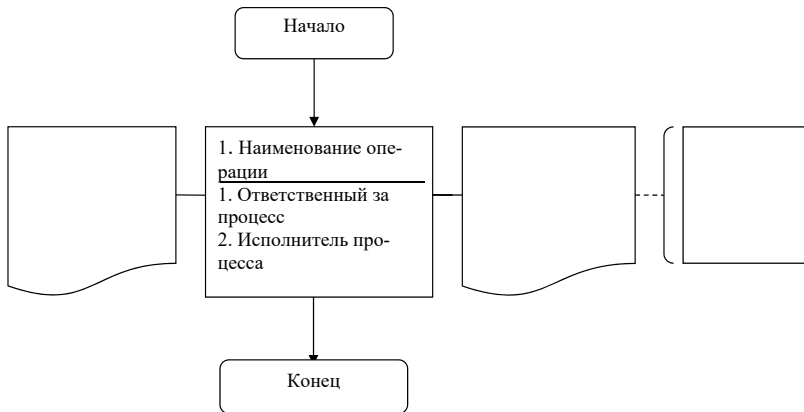 Начало
1. Наименование опе-
рации
1. Ответственный за
процесс
2. Исполнитель про-
цесса
Конец